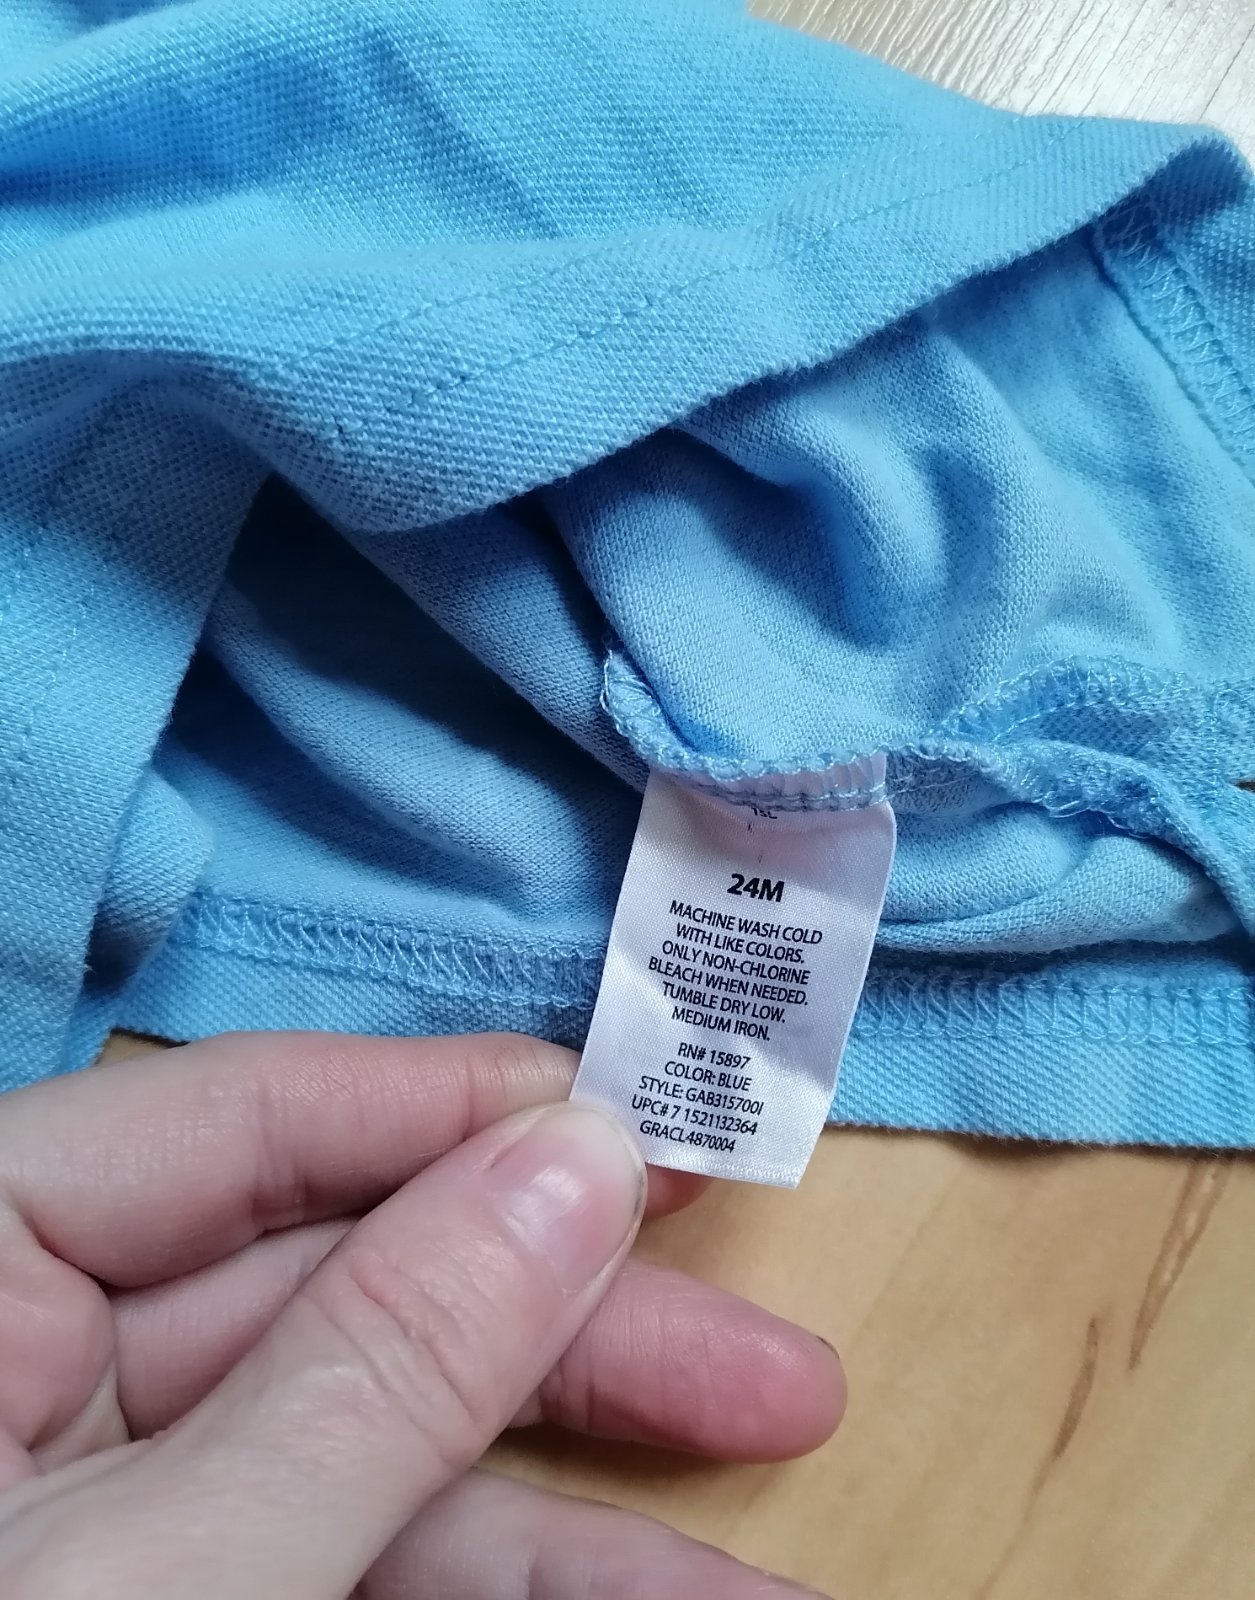 24M
MACHINE WASH COLD
WITH LIKE COLORS.
ONLY NON-CHLORINE
BLEACH WHEN NEEDED.
TUMBLE DRY LOW.
MEDIUM IRON.
RN# 15897
COLOR: BLUE
STYLE: GAB315700I
UPC# 7 1521132364
GRACL4870004